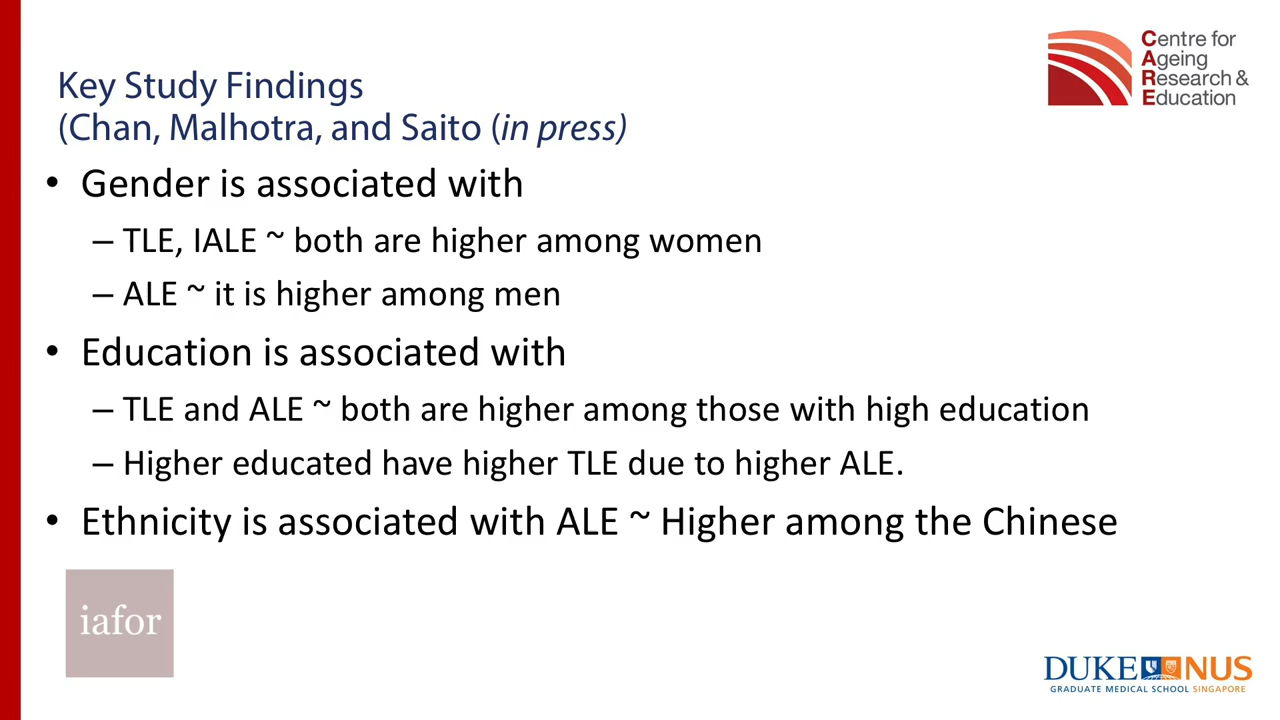 Centre for
Ageing
Research &
Education
Key Study Findings
(Chan, Malhotra, and Saito (in press)
• Gender is associated with
– TLE, IALE ~ both are higher among women
– ALE ~ it is higher among men
• Education is associated with
– TLE and ALE ~ both are higher among those with high education
– Higher educated have higher TLE due to higher ALE.
• Ethnicity is associated with ALE ~ Higher among the Chinese
iafor
DUKE NUS
GRADUATE MEDICAL SCHOOL SINGAPORE